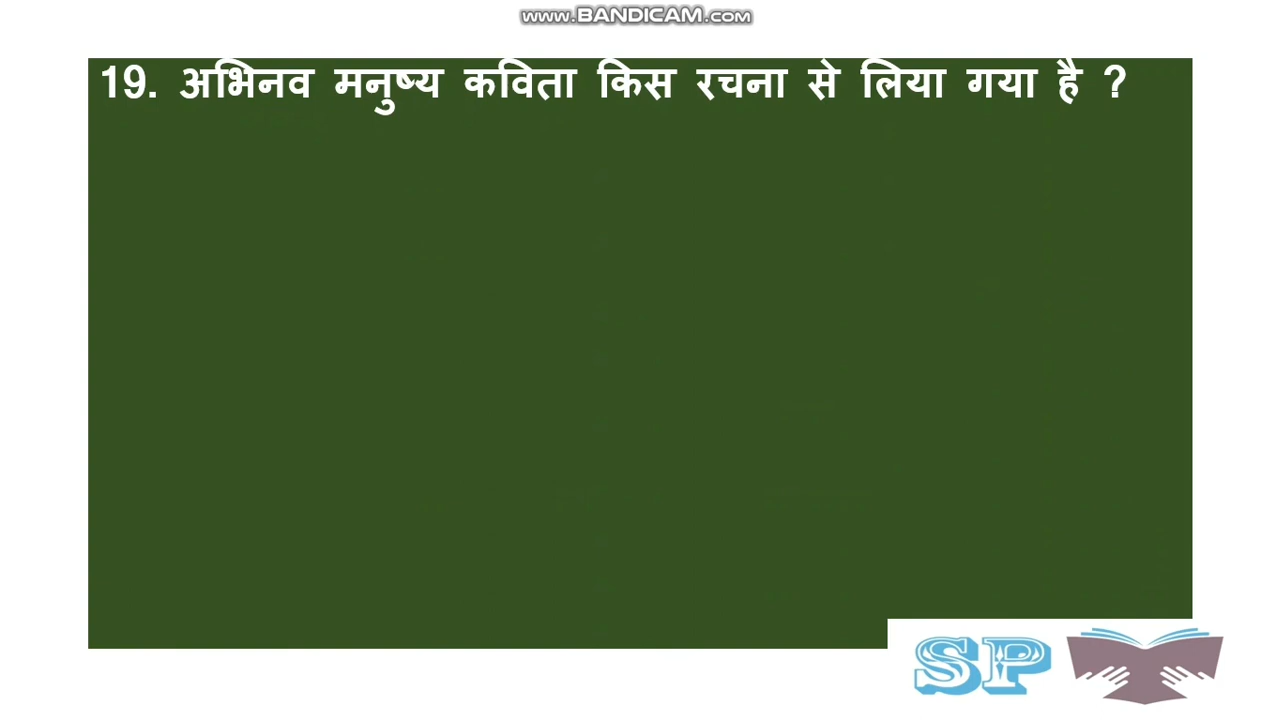 www.BANDICAM.com
19. अभिनव मनुष्य कविता किस रचना से लिया गया है ?
SP